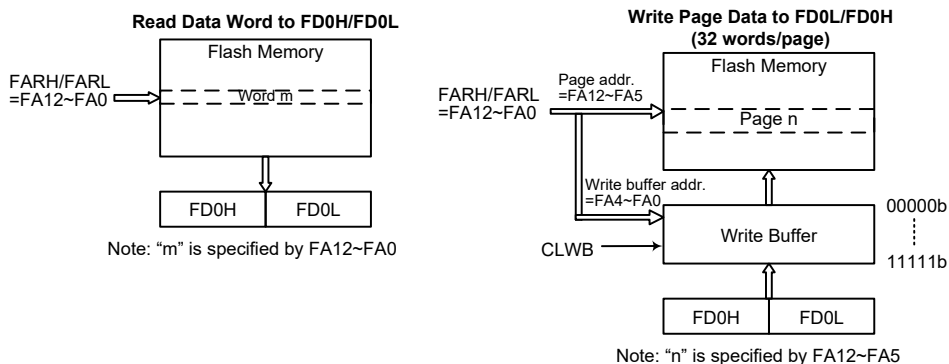 Read Data Word to FD0H/FD0L
Flash Memory
FARH/FARL
=FA12~FA0
Word m
FD0H
FD0L
Note: “m” is specified by FA12~FA0
Write Page Data to FD0L/FD0H
(32 words/page)
Flash Memory
FARH/FARL
=FA12~FA0
Page addr.
=FA12~FA5
Page n
Write buffer addr.
=FA4~FA0
CLWB
Write Buffer
00000b
11111b
FD0H
FD0L
Note: “n” is specified by FA12~FA5